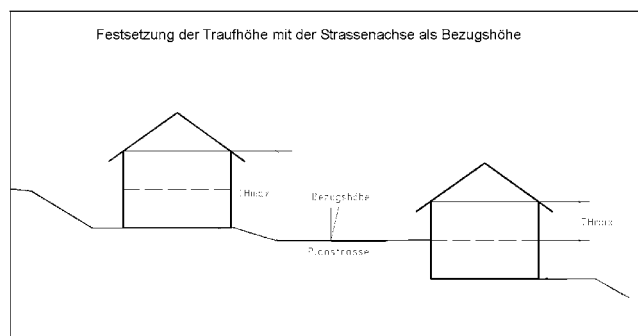 Festsetzung der Traufhöhe mit der Strassenachse als Bezugshöhe
THmax
Bezugshöhe
THmax
Planstrasse